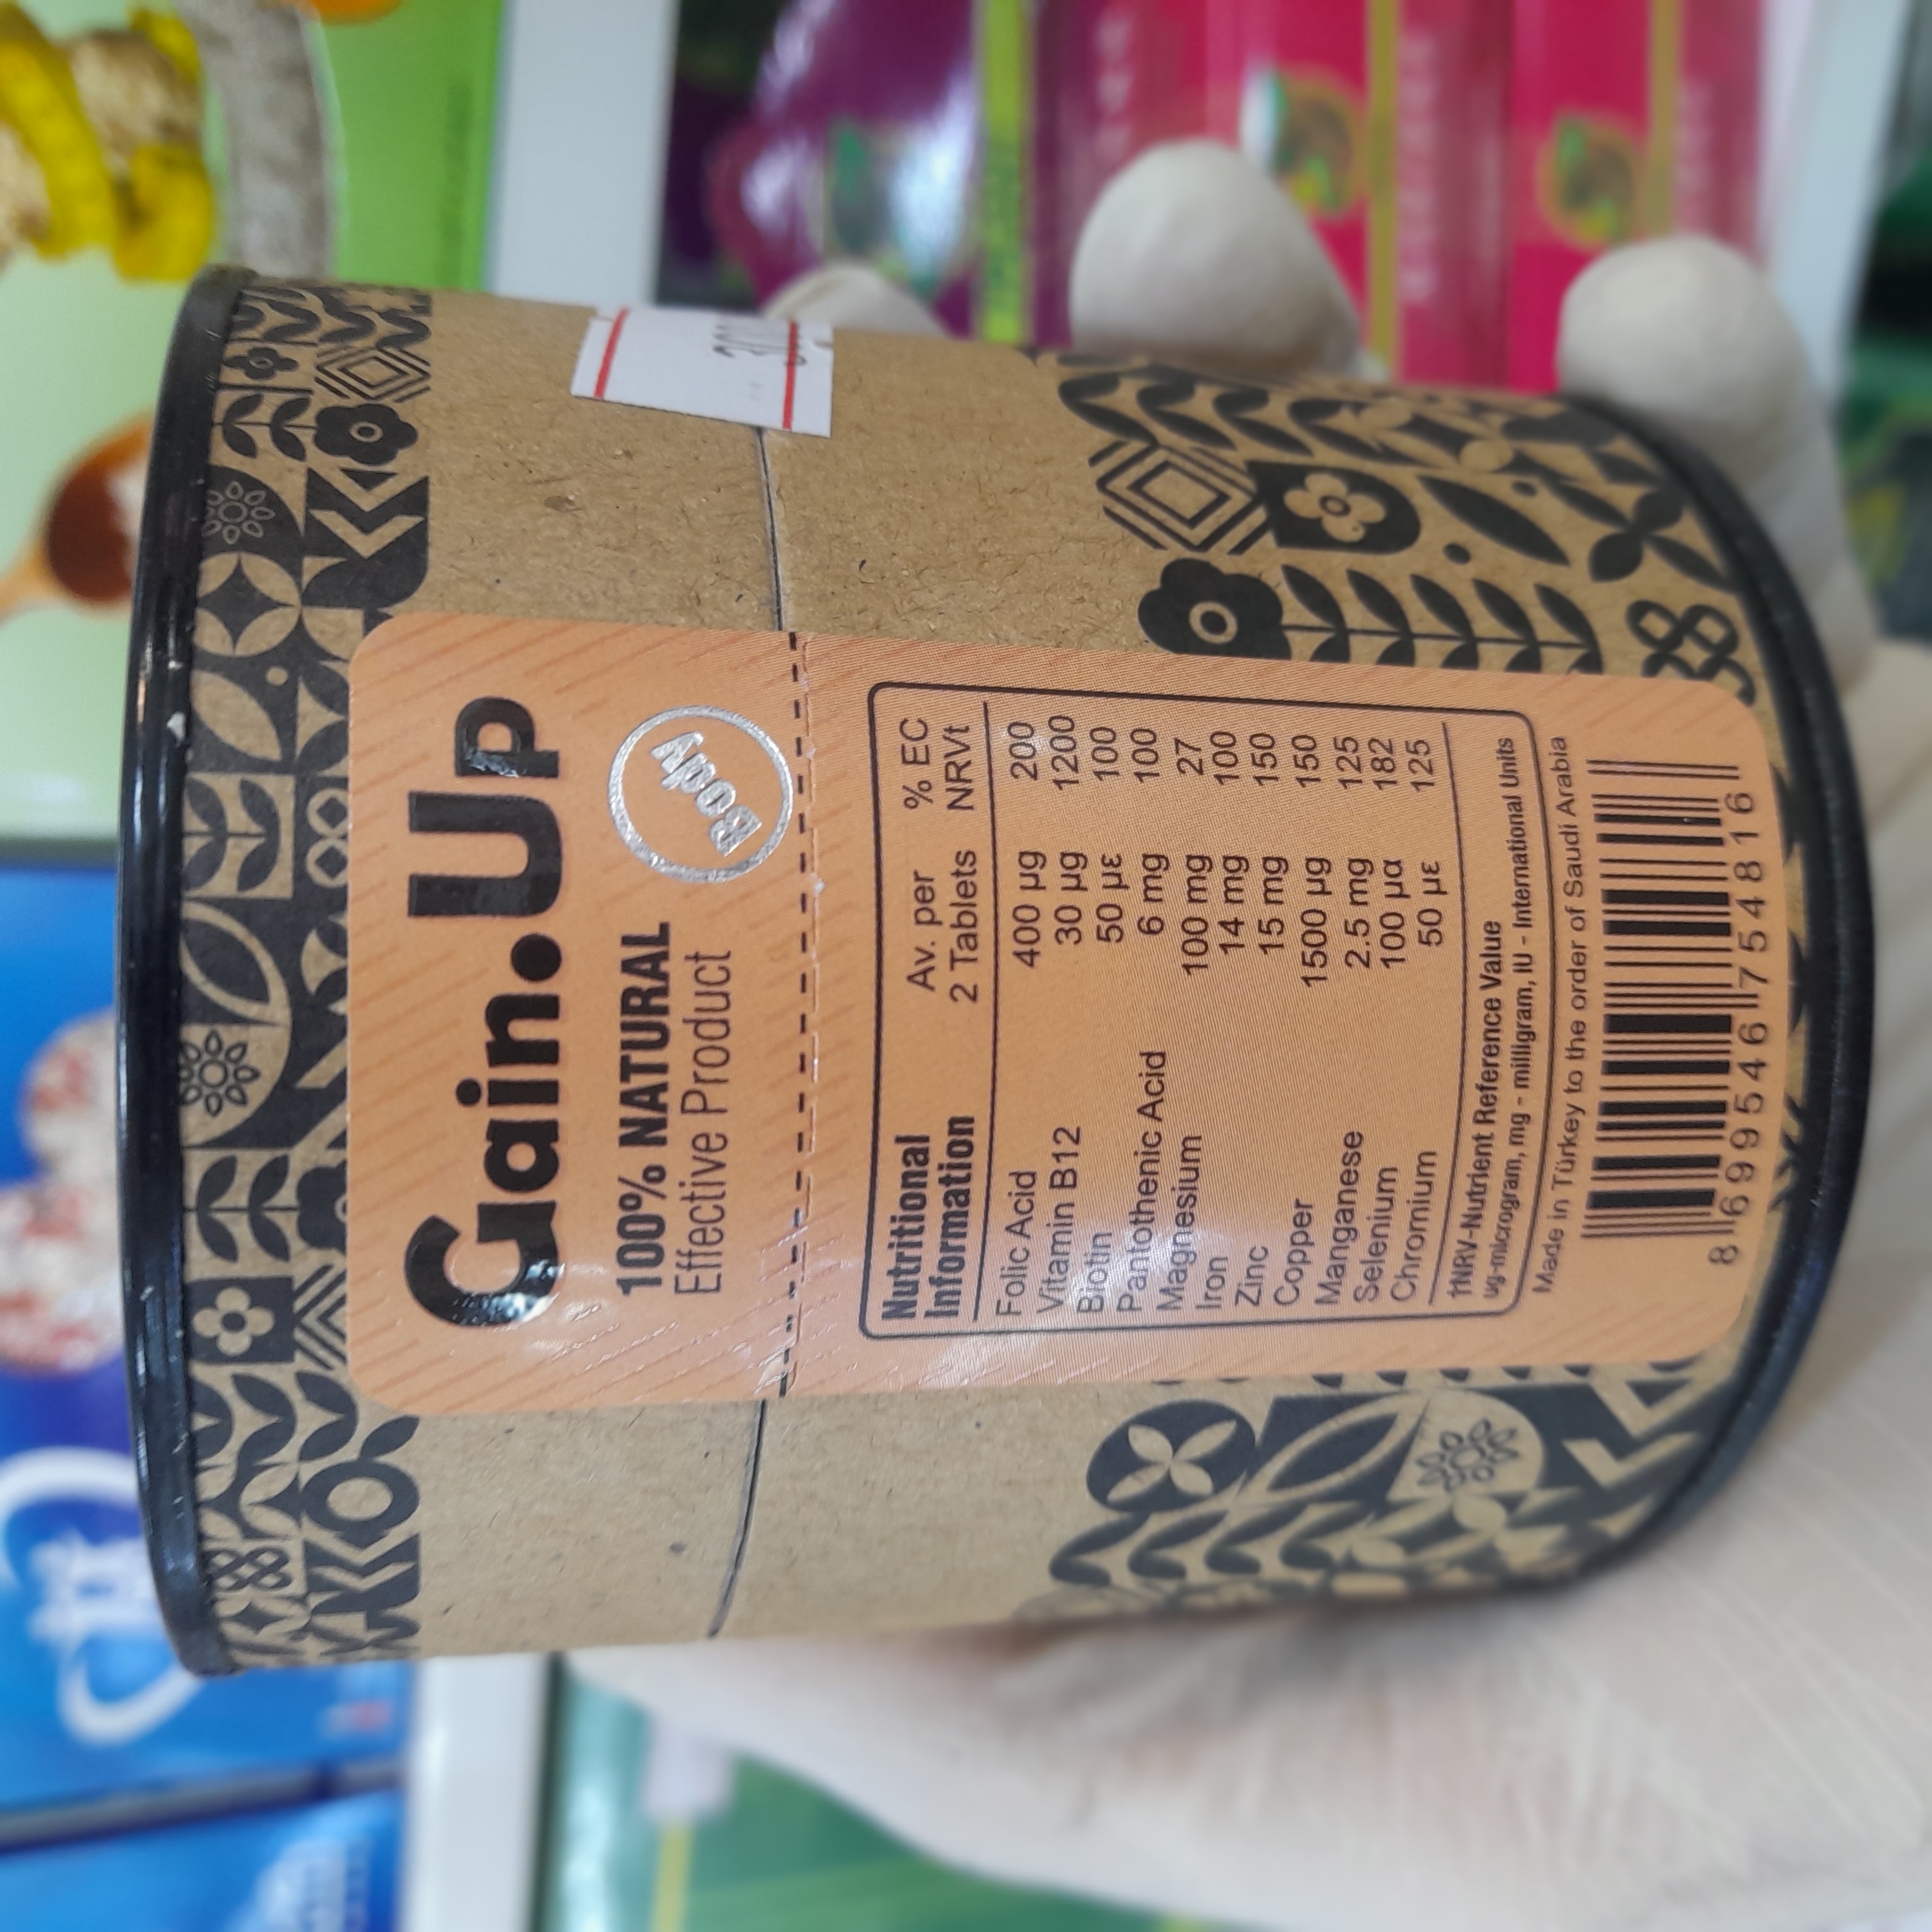 Gain.Up
100% NATURAL
Effective Product
Body
Nutritional Information Av. per 2 Tablets % EC NRVt
Folic Acid 400 µg 200
Vitamin B12 30 µg 1200
Biotin 50 µε 100
Pantothenic Acid 6 mg 100
Magnesium 100 mg 27
Iron 14 mg 100
Zinc 15 mg 150
Copper 1500 µg 150
Manganese 2.5 mg 125
Selenium 100 µα 182
Chromium 50 µε 125
ttNRV-Nutrient Reference Value
vg-microgram, mg - milligram, IU - International Units
Made in Türkey to the order of Saudi Arabia
8 699546 754816